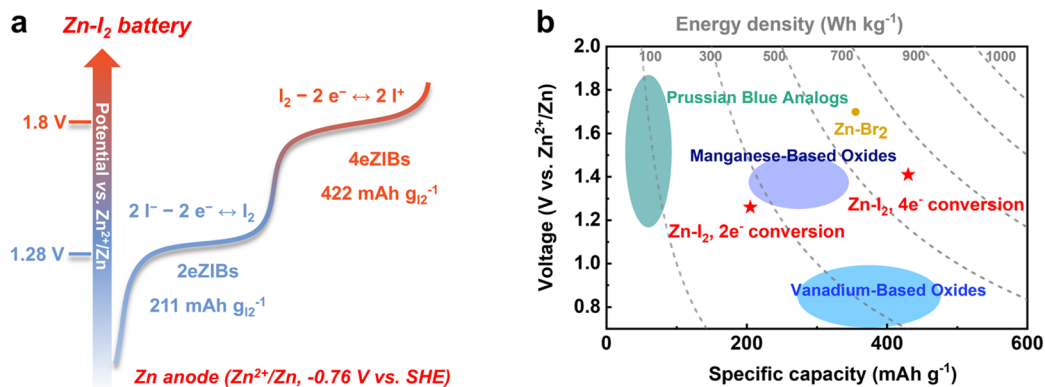 a
Zn-I₂ battery
Potential vs. Zn²⁺/Zn
1.8 V
1.28 V
I₂ − 2 e⁻ ↔ 2 I⁺
4eZIBs
422 mAh gI2⁻¹
2 I⁻ − 2 e⁻ ↔ I₂
2eZIBs
211 mAh gI2⁻¹
Zn anode (Zn²⁺/Zn, -0.76 V vs. SHE)
b
Energy density (Wh kg⁻¹)
100 300 500 700 900 1000
2.0
1.8
1.6
1.4
1.2
1.0
0.8
Voltage (V vs. Zn²⁺/Zn)
Prussian Blue Analogs
Zn-Br₂
Manganese-Based Oxides
Zn-I₂, 4e⁻ conversion
Zn-I₂, 2e⁻ conversion
Vanadium-Based Oxides
0 200 400 600
Specific capacity (mAh g⁻¹)